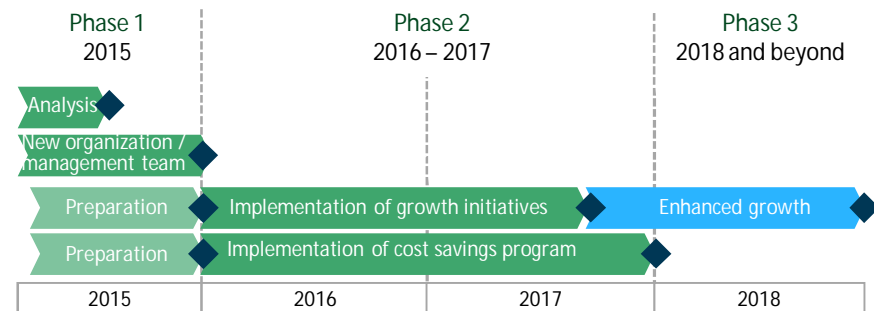 Phase 1
2015
Phase 2
2016 – 2017
Phase 3
2018 and beyond
Analysis
New organization /
management team
Preparation
Implementation of growth initiatives
Enhanced growth
Preparation
Implementation of cost savings program
2015
2016
2017
2018